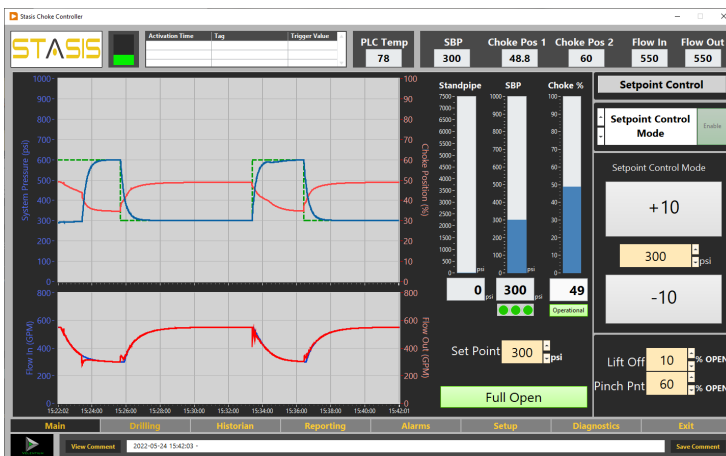 Stasis Choke Controller
STASIS
Activation Time Tag Trigger Value
PLC Temp
78
SBP Choke Pos 1 Choke Pos 2 Flow In Flow Out
300 48.8 60 550 550
System Pressure (psi)
1000
900
800
700
600
500
400
300
200
100
0
100
90
80
70
60
50
40
30
20
10
0
Choke Position (%)
Flow In (GPM)
800
600
400
200
0
800
600
400
200
0
Flow Out (GPM)
15:22:02 15:24:00 15:26:00 15:28:00 15:30:00 15:32:00 15:34:00 15:36:00 15:38:00 15:40:00 15:42:01
Standpipe SBP Choke %
7500
7000
6500
6000
5500
5000
4500
4000
3500
3000
2500
2000
1500
1000
500
0
psi
1000
900
800
700
600
500
400
300
200
100
0
psi
100
90
80
70
60
50
40
30
20
10
0
0 psi 300 psi 49
Operational
Set Point 300 psi
Full Open
Setpoint Control
Setpoint Control
Mode
Enable
Setpoint Control Mode
+10
300 psi
-10
Lift Off 10 % OPEN
Pinch Pnt 60 % OPEN
Main Drilling Historian Reporting Alarms Setup Diagnostics Exit
View Comment 2022-05-24 15:42:03 - Save Comment